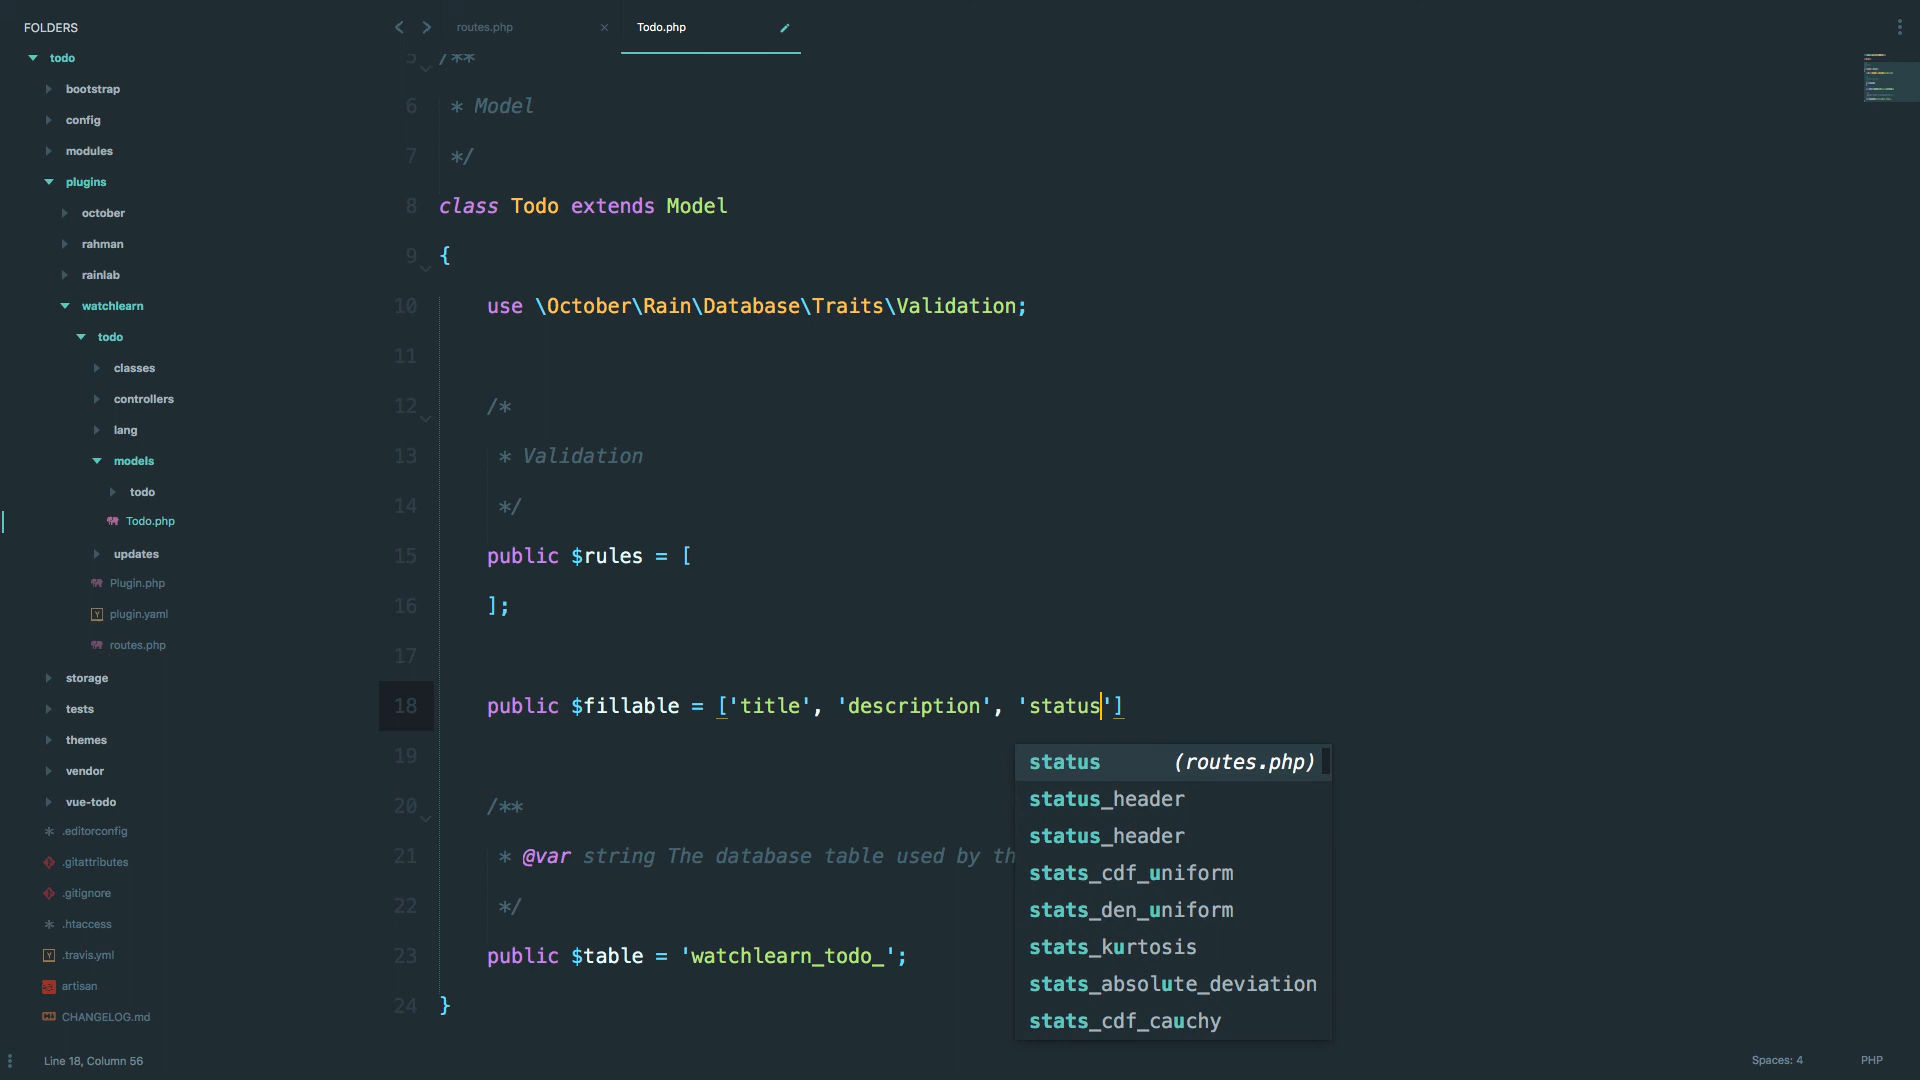 FOLDERS
todo
bootstrap
config
modules
plugins
october
rahman
rainlab
watchlearn
todo
classes
controllers
lang
models
todo
Todo.php
updates
Plugin.php
plugin.yaml
routes.php
storage
tests
themes
vendor
vue-todo
.editorconfig
.gitattributes
.gitignore
.htaccess
.travis.yml
artisan
CHANGELOG.md
routes.php
Todo.php
5 /**
6 * Model
7 */
8 class Todo extends Model
9 {
10 use \October\Rain\Database\Traits\Validation;
11
12 /*
13 * Validation
14 */
15 public $rules = [
16 ];
17
18 public $fillable = ['title', 'description', 'status']
19
20 /**
21 * @var string The database table used by th
22 */
23 public $table = 'watchlearn_todo_';
24 }
status (routes.php)
status_header
status_header
stats_cdf_uniform
stats_den_uniform
stats_kurtosis
stats_absolute_deviation
stats_cdf_cauchy
Line 18, Column 56
Spaces: 4
PHP